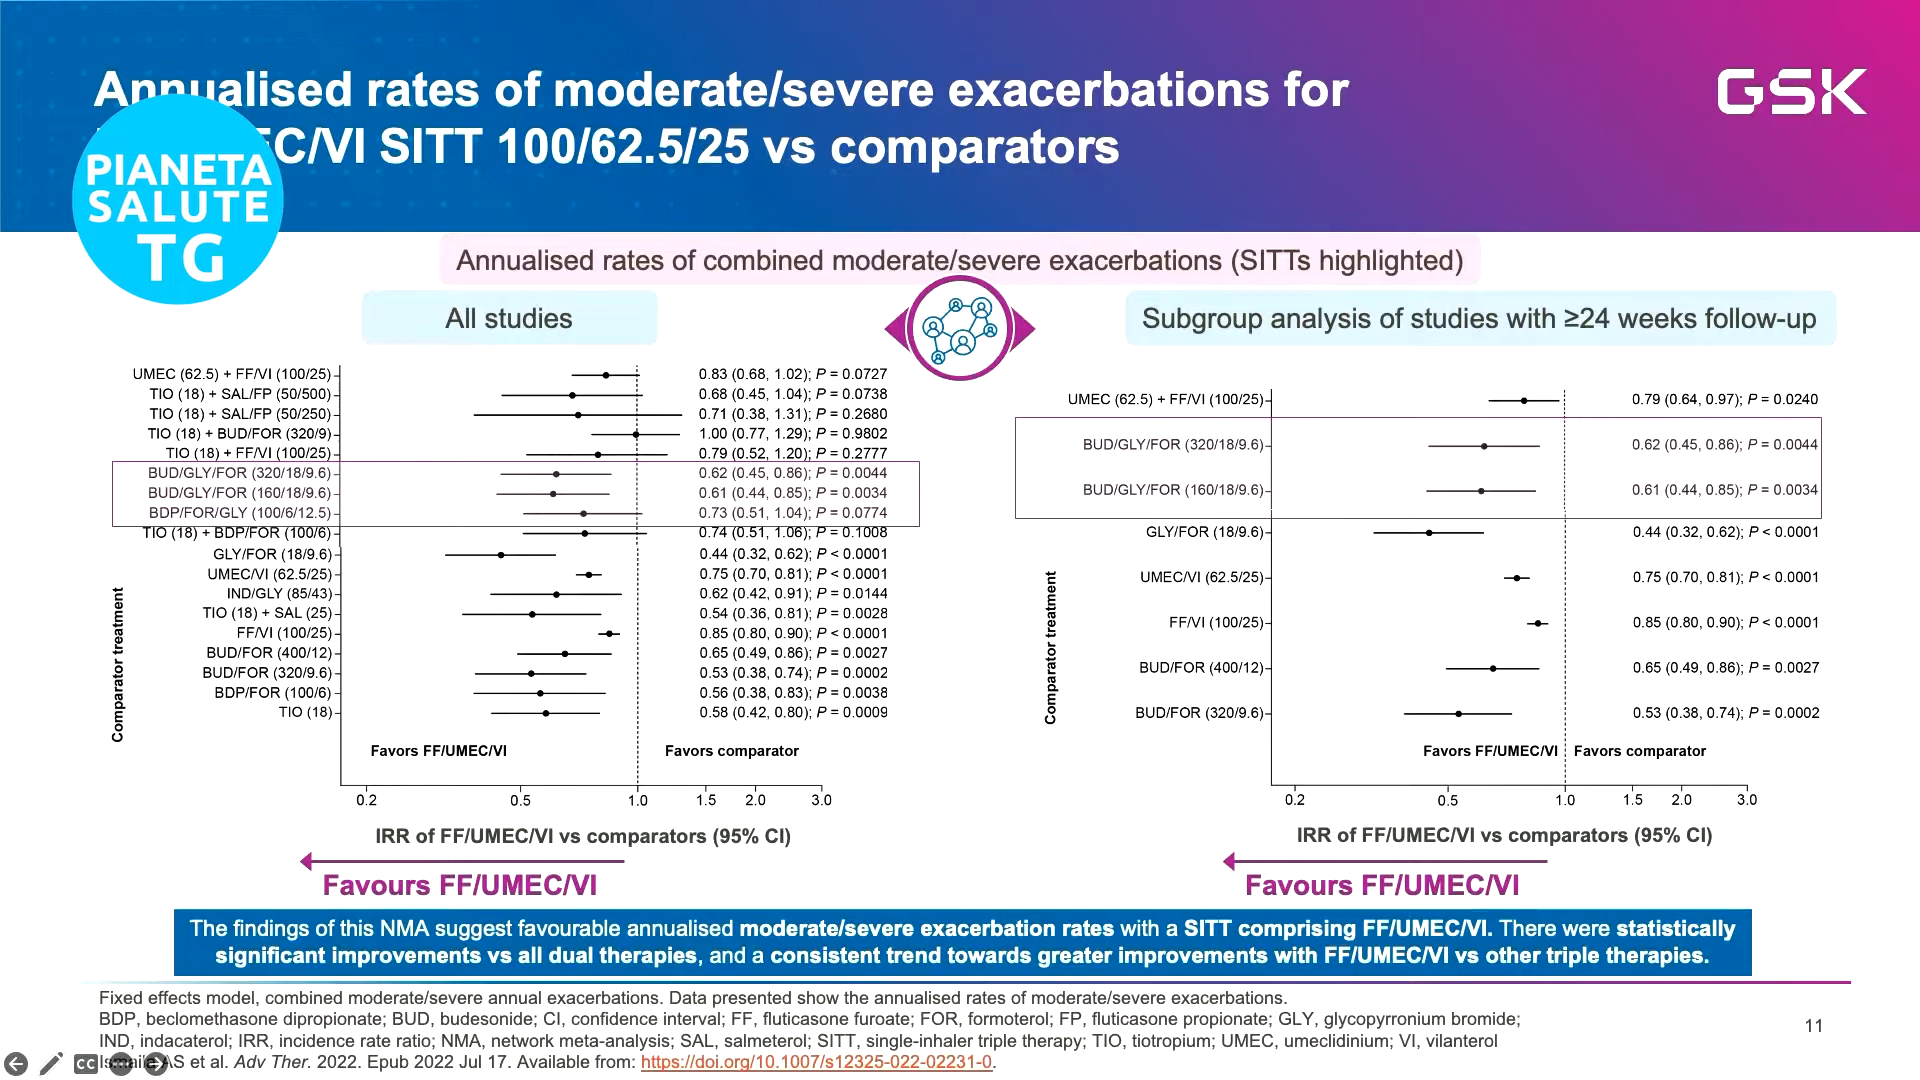 Annualised rates of moderate/severe exacerbations for
C/VI SITT 100/62.5/25 vs comparators
GSK
PIANETA
SALUTE
TG
Annualised rates of combined moderate/severe exacerbations (SITTs highlighted)
All studies
UMEC (62.5) + FF/VI (100/25) 0.83 (0.68, 1.02); P = 0.0727
TIO (18) + SAL/FP (50/500) 0.68 (0.45, 1.04); P = 0.0738
TIO (18) + SAL/FP (50/250) 0.71 (0.38, 1.31); P = 0.2680
TIO (18) + BUD/FOR (320/9) 1.00 (0.77, 1.29); P = 0.9802
TIO (18) + FF/VI (100/25) 0.79 (0.52, 1.20); P = 0.2777
BUD/GLY/FOR (320/18/9.6) 0.62 (0.45, 0.86); P = 0.0044
BUD/GLY/FOR (160/18/9.6) 0.61 (0.44, 0.85); P = 0.0034
BDP/FOR/GLY (100/6/12.5) 0.73 (0.51, 1.04); P = 0.0774
TIO (18) + BDP/FOR (100/6) 0.74 (0.51, 1.06); P = 0.1008
GLY/FOR (18/9.6) 0.44 (0.32, 0.62); P < 0.0001
UMEC/VI (62.5/25) 0.75 (0.70, 0.81); P < 0.0001
IND/GLY (85/43) 0.62 (0.42, 0.91); P = 0.0144
TIO (18) + SAL (25) 0.54 (0.36, 0.81); P = 0.0028
FF/VI (100/25) 0.85 (0.80, 0.90); P < 0.0001
BUD/FOR (400/12) 0.65 (0.49, 0.86); P = 0.0027
BUD/FOR (320/9.6) 0.53 (0.38, 0.74); P = 0.0002
BDP/FOR (100/6) 0.56 (0.38, 0.83); P = 0.0038
TIO (18) 0.58 (0.42, 0.80); P = 0.0009
Comparator treatment
Favors FF/UMEC/VI Favors comparator
0.2 0.5 1.0 1.5 2.0 3.0
IRR of FF/UMEC/VI vs comparators (95% CI)
Favours FF/UMEC/VI
Subgroup analysis of studies with ≥24 weeks follow-up
UMEC (62.5) + FF/VI (100/25) 0.79 (0.64, 0.97); P = 0.0240
BUD/GLY/FOR (320/18/9.6) 0.62 (0.45, 0.86); P = 0.0044
BUD/GLY/FOR (160/18/9.6) 0.61 (0.44, 0.85); P = 0.0034
GLY/FOR (18/9.6) 0.44 (0.32, 0.62); P < 0.0001
UMEC/VI (62.5/25) 0.75 (0.70, 0.81); P < 0.0001
FF/VI (100/25) 0.85 (0.80, 0.90); P < 0.0001
BUD/FOR (400/12) 0.65 (0.49, 0.86); P = 0.0027
BUD/FOR (320/9.6) 0.53 (0.38, 0.74); P = 0.0002
Comparator treatment
Favors FF/UMEC/VI Favors comparator
0.2 0.5 1.0 1.5 2.0 3.0
IRR of FF/UMEC/VI vs comparators (95% CI)
Favours FF/UMEC/VI
The findings of this NMA suggest favourable annualised moderate/severe exacerbation rates with a SITT comprising FF/UMEC/VI. There were statistically
significant improvements vs all dual therapies, and a consistent trend towards greater improvements with FF/UMEC/VI vs other triple therapies.
Fixed effects model, combined moderate/severe annual exacerbations. Data presented show the annualised rates of moderate/severe exacerbations.
BDP, beclomethasone dipropionate; BUD, budesonide; CI, confidence interval; FF, fluticasone furoate; FOR, formoterol; FP, fluticasone propionate; GLY, glycopyrronium bromide;
IND, indacaterol; IRR, incidence rate ratio; NMA, network meta-analysis; SAL, salmeterol; SITT, single-inhaler triple therapy; TIO, tiotropium; UMEC, umeclidinium; VI, vilanterol
Ismaila AS et al. Adv Ther. 2022. Epub 2022 Jul 17. Available from: https://doi.org/10.1007/s12325-022-02231-0.
CC
11